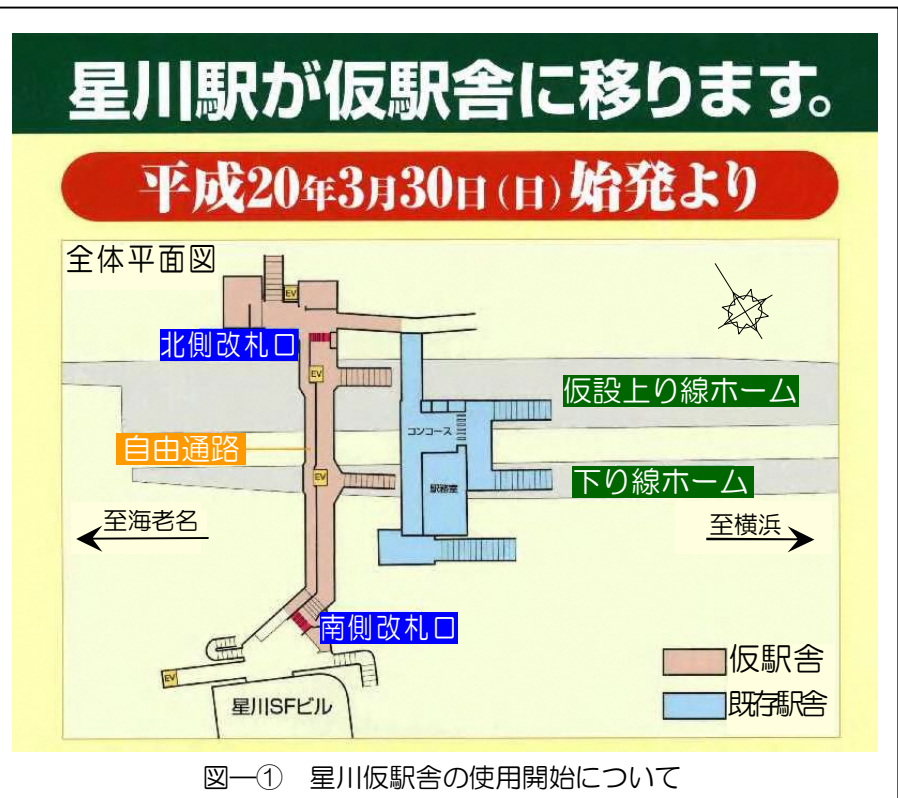 星川駅が仮駅舎に移ります。
平成20年3月30日(日)始発より
全体平面図
EV
北側改札口
EV
仮設上り線ホーム
コンコース
自由通路
EV
駅務室
下り線ホーム
至海老名
至横浜
南側改札口
EV
仮駅舎
星川SFビル
既存駅舎
図―① 星川仮駅舎の使用開始について